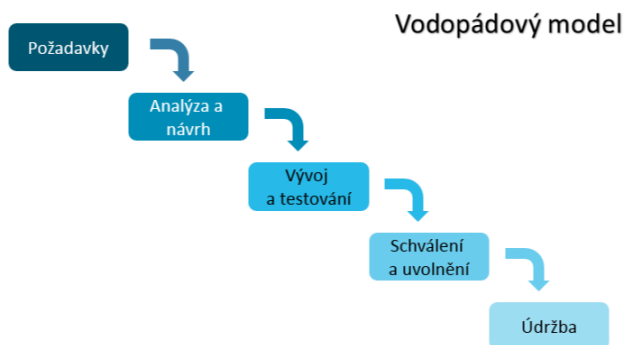 Vodopádový model
Požadavky
Analýza a
návrh
Vývoj
a testování
Schválení
a uvolnění
Údržba